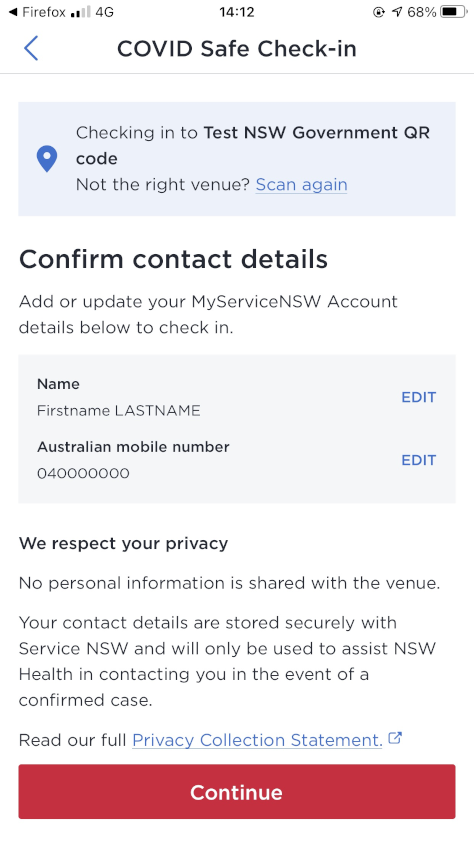 Firefox 4G 14:12 68%
COVID Safe Check-in
Checking in to Test NSW Government QR
code
Not the right venue? Scan again
Confirm contact details
Add or update your MyServiceNSW Account
details below to check in.
Name
Firstname LASTNAME
EDIT
Australian mobile number
040000000
EDIT
We respect your privacy
No personal information is shared with the venue.
Your contact details are stored securely with
Service NSW and will only be used to assist NSW
Health in contacting you in the event of a
confirmed case.
Read our full Privacy Collection Statement.
Continue